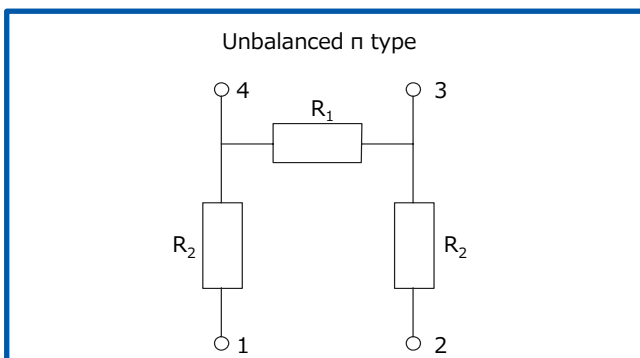 Unbalanced π type
4
3
R₁
R₂
R₂
1
2